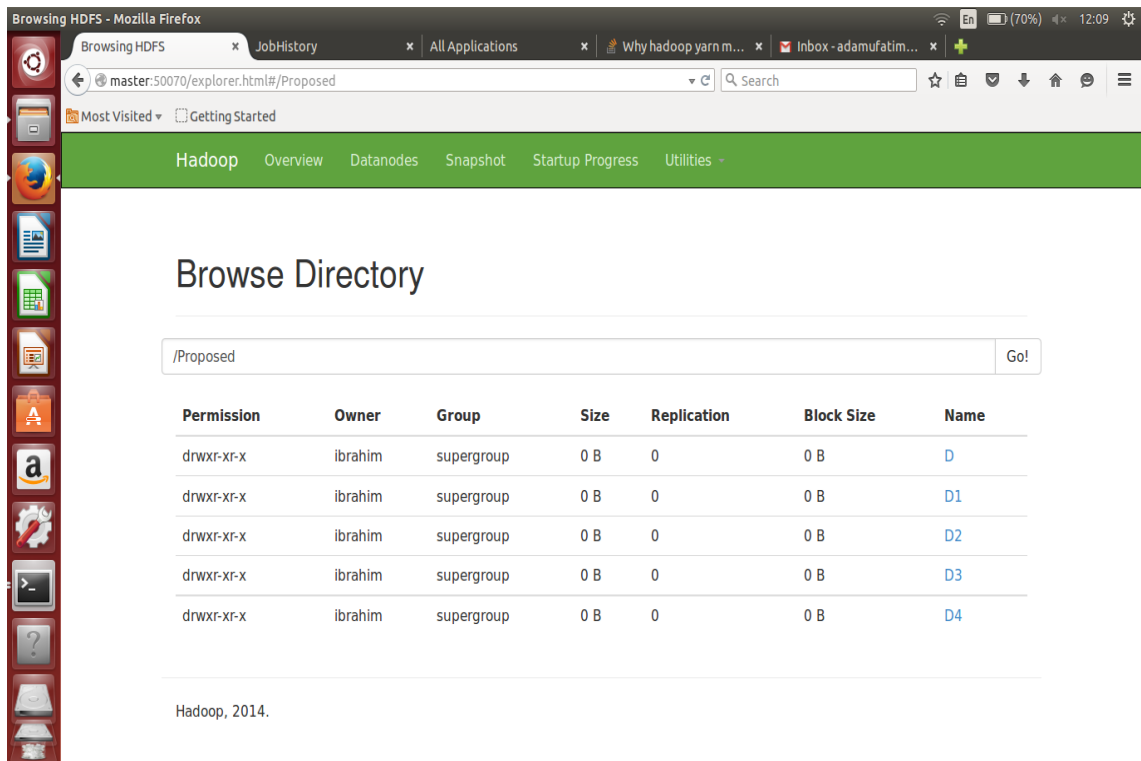 Browsing HDFS - Mozilla Firefox En (70%) 12:09
Browsing HDFS × JobHistory × All Applications × Why hadoop yarn m... × Inbox - adamufatim... ×
master:50070/explorer.html#/Proposed Search
Most Visited Getting Started
Hadoop Overview Datanodes Snapshot Startup Progress Utilities
Browse Directory
/Proposed Go!
Permission Owner Group Size Replication Block Size Name
drwxr-xr-x ibrahim supergroup 0 B 0 0 B D
drwxr-xr-x ibrahim supergroup 0 B 0 0 B D1
drwxr-xr-x ibrahim supergroup 0 B 0 0 B D2
drwxr-xr-x ibrahim supergroup 0 B 0 0 B D3
drwxr-xr-x ibrahim supergroup 0 B 0 0 B D4
Hadoop, 2014.